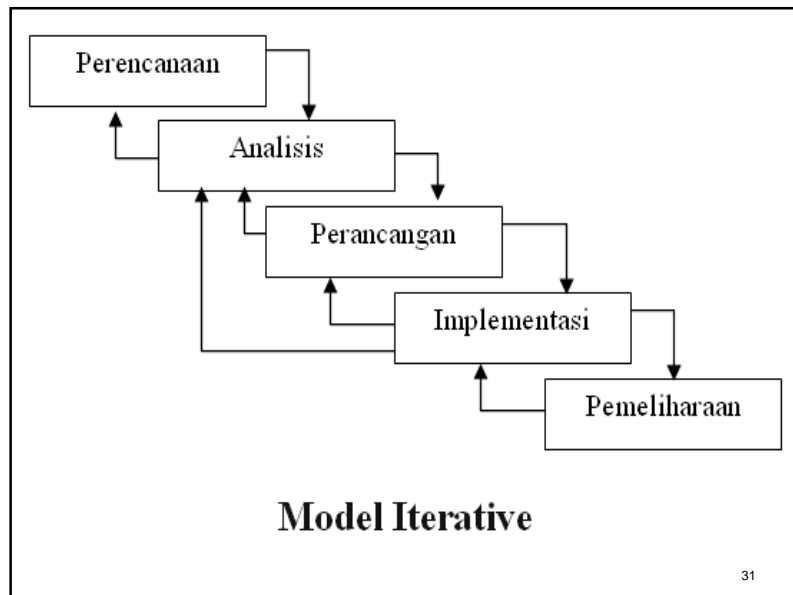 Perencanaan
Analisis
Perancangan
Implementasi
Pemeliharaan
Model Iterative
31